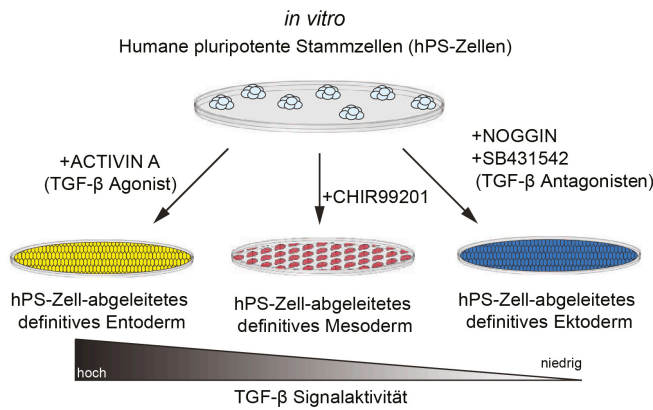 in vitro
Humane pluripotente Stammzellen (hPS-Zellen)
+ACTIVIN A
(TGF-β Agonist)
+CHIR99201
+NOGGIN
+SB431542
(TGF-β Antagonisten)
hPS-Zell-abgeleitetes
definitives Entoderm
hPS-Zell-abgeleitetes
definitives Mesoderm
hPS-Zell-abgeleitetes
definitives Ektoderm
hoch
niedrig
TGF-β Signalaktivität